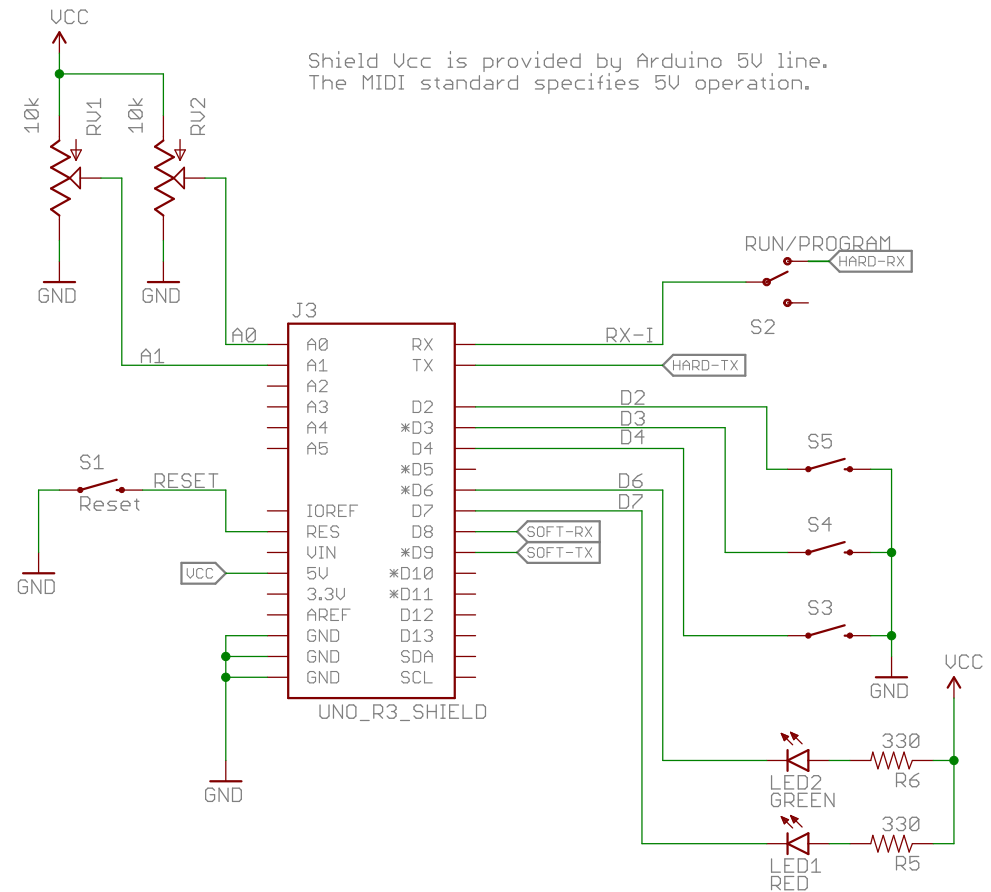 VCC
Shield Vcc is provided by Arduino 5V line.
The MIDI standard specifies 5V operation.
10k
RV1
10k
RV2
GND
GND
RUN/PROGRAM
HARD-RX
S2
J3
A0
A1
RX-I
HARD-TX
A0
A1
A2
A3
A4
A5
IOREF
RES
VIN
5V
3.3V
AREF
GND
GND
GND
RX
TX
D2
*D3
D4
*D5
*D6
D7
D8
*D9
*D10
*D11
D12
D13
SDA
SCL
UNO_R3_SHIELD
D2
D3
D4
D6
D7
SOFT-RX
SOFT-TX
S1
RESET
Reset
GND
VCC
GND
S5
S4
S3
GND
VCC
330
R6
LED2
GREEN
330
R5
LED1
RED